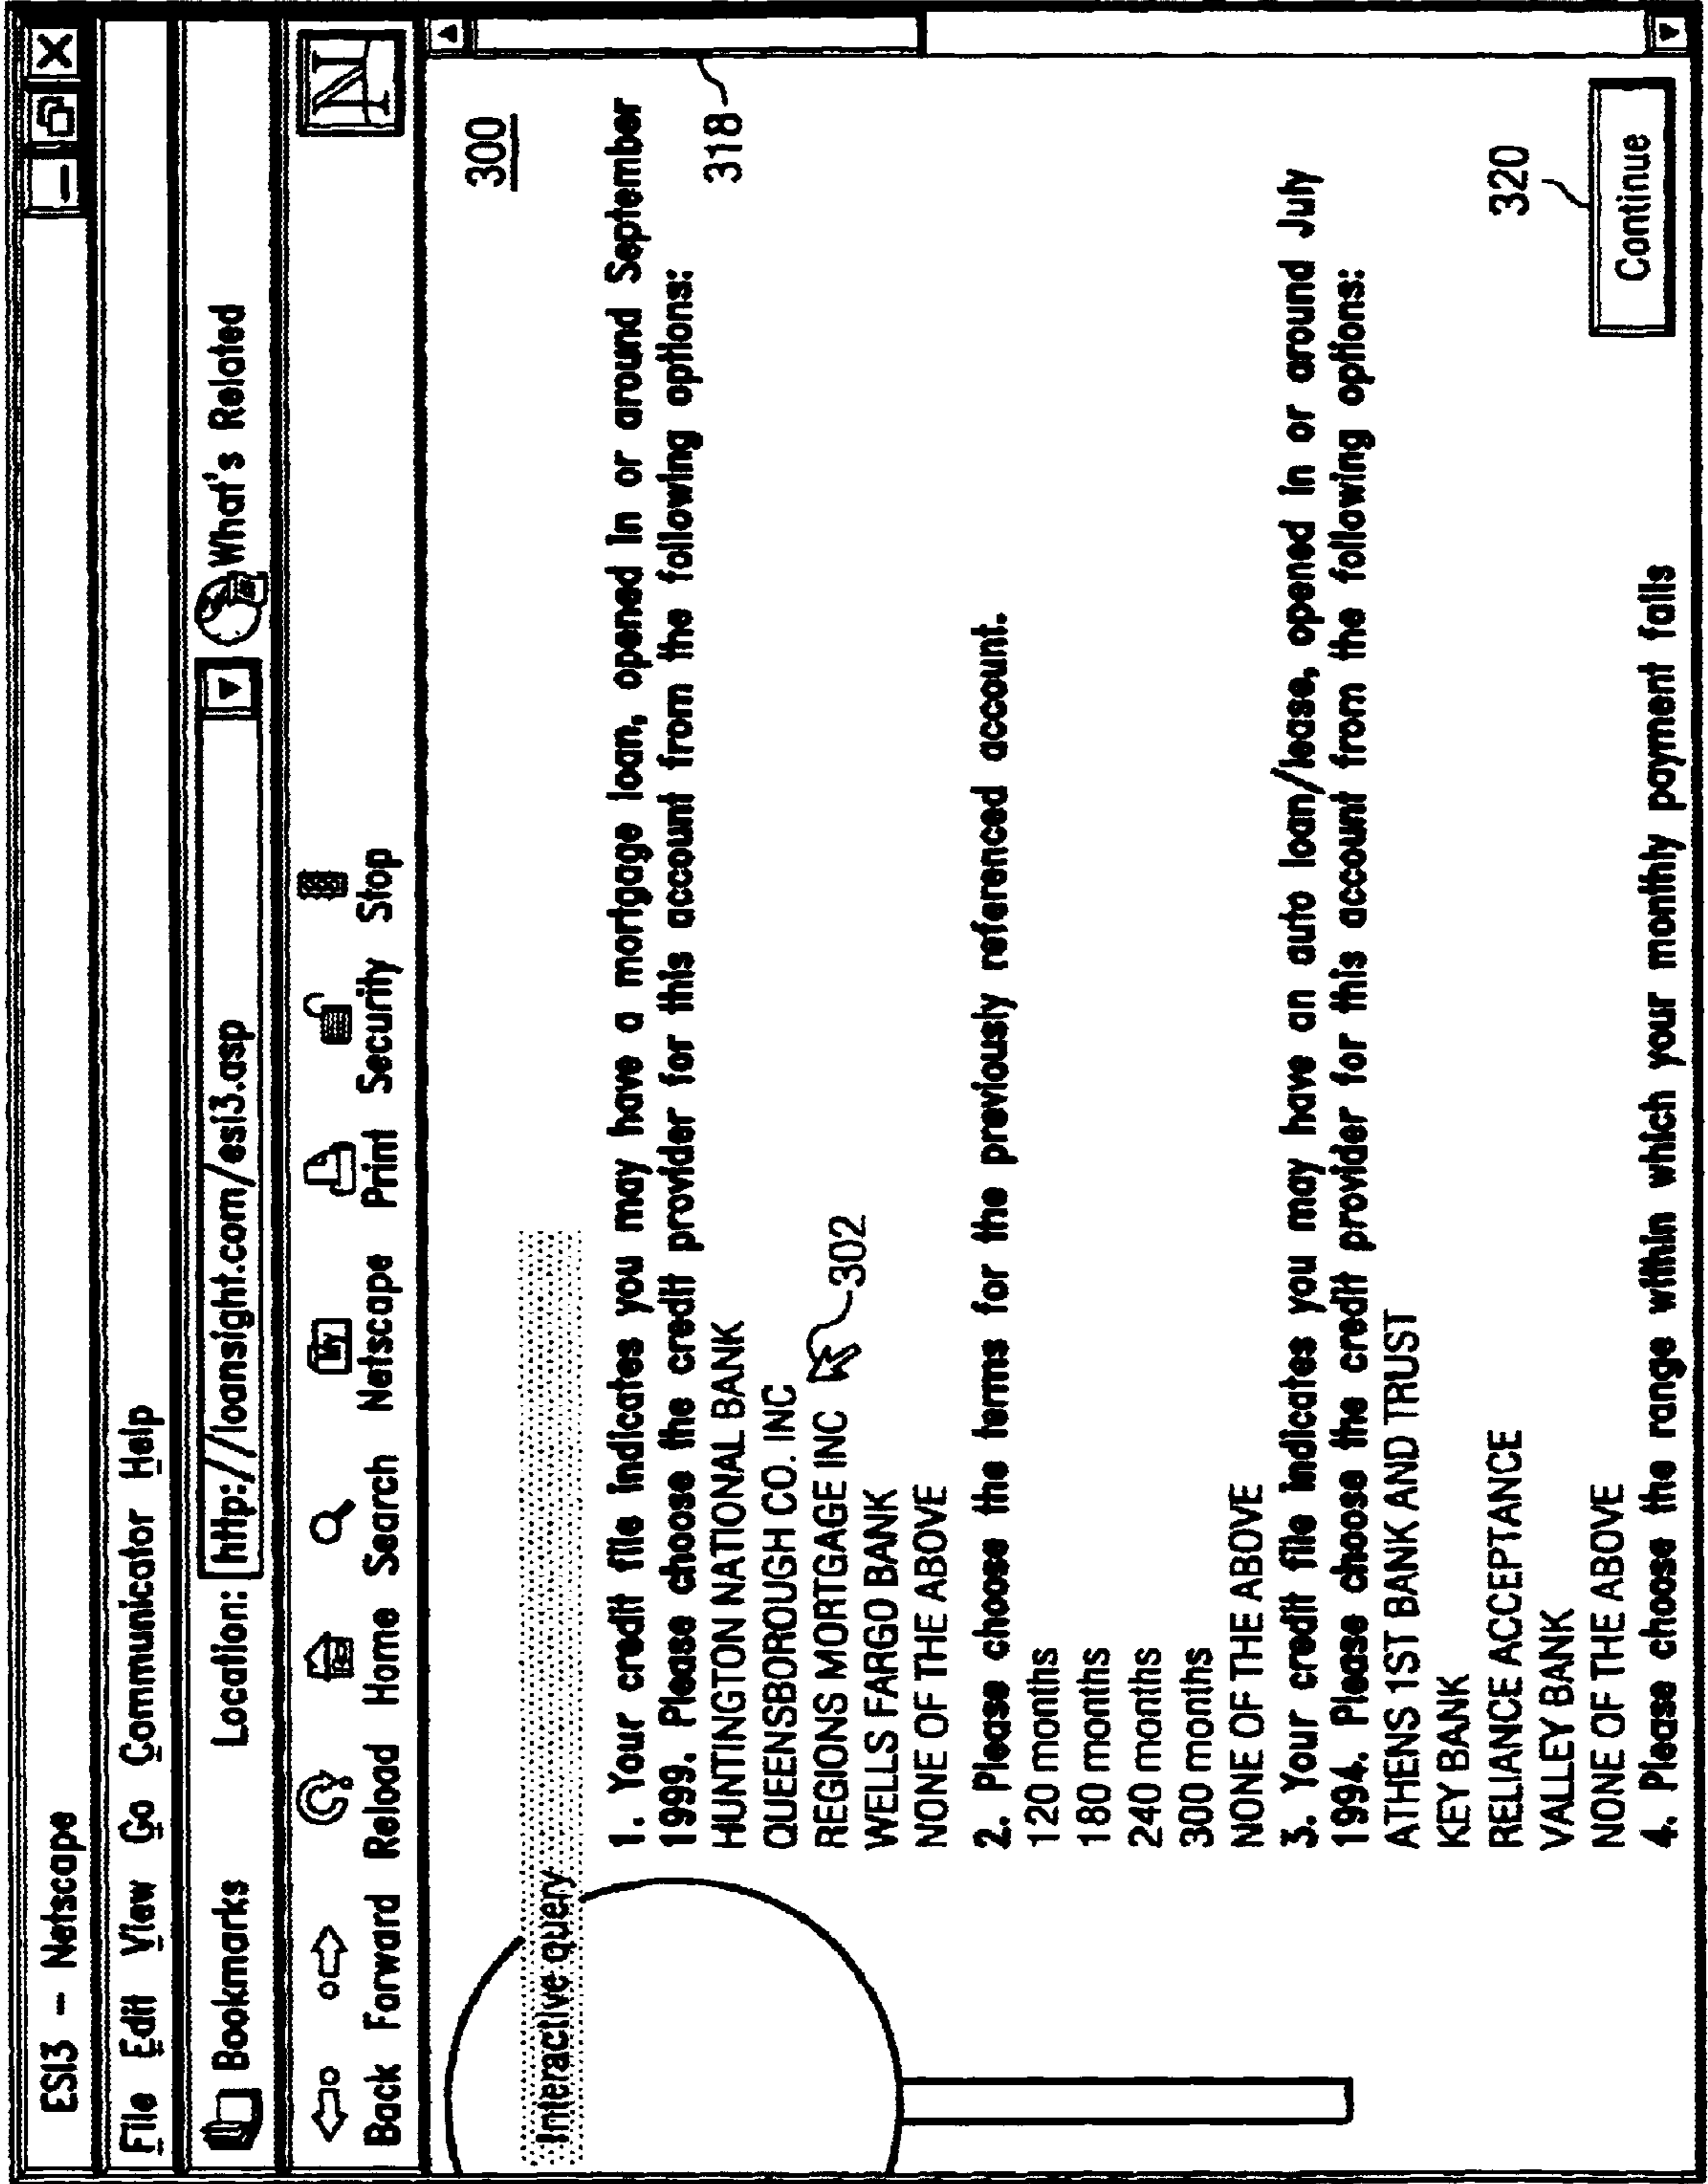 ESI3 - Netscape
File Edit View Go Communicator Help
Bookmarks Location: http://loansight.com/esi3.asp What's Related
Back Forward Reload Home Search Netscape Print Security Stop
My
N
300
Interactive query
1. Your credit file indicates you may have a mortgage loan, opened in or around September
1999. Please choose the credit provider for this account from the following options:
HUNTINGTON NATIONAL BANK
318
QUEENSBOROUGH CO. INC
REGIONS MORTGAGE INC
302
WELLS FARGO BANK
NONE OF THE ABOVE
2. Please choose the terms for the previously referenced account.
120 months
180 months
240 months
300 months
NONE OF THE ABOVE
3. Your credit file indicates you may have an auto loan/lease, opened in or around July
1994. Please choose the credit provider for this account from the following options:
ATHENS 1ST BANK AND TRUST
KEY BANK
RELIANCE ACCEPTANCE
320
VALLEY BANK
NONE OF THE ABOVE
Continue
4. Please choose the range within which your monthly payment falls